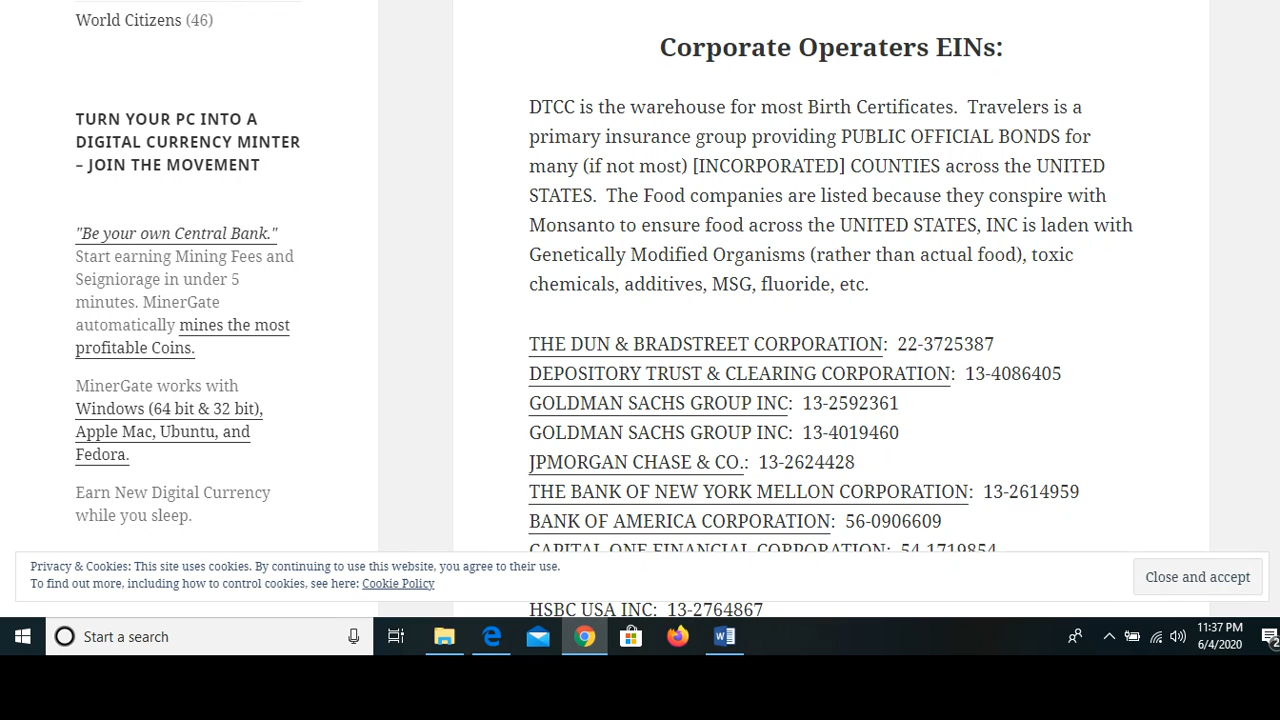 World Citizens (46)
TURN YOUR PC INTO A
DIGITAL CURRENCY MINTER
– JOIN THE MOVEMENT
"Be your own Central Bank."
Start earning Mining Fees and
Seigniorage in under 5
minutes. MinerGate
automatically mines the most
profitable Coins.
MinerGate works with
Windows (64 bit & 32 bit),
Apple Mac, Ubuntu, and
Fedora.
Earn New Digital Currency
while you sleep.
Corporate Operaters EINs:
DTCC is the warehouse for most Birth Certificates.  Travelers is a
primary insurance group providing PUBLIC OFFICIAL BONDS for
many (if not most) [INCORPORATED] COUNTIES across the UNITED
STATES.  The Food companies are listed because they conspire with
Monsanto to ensure food across the UNITED STATES, INC is laden with
Genetically Modified Organisms (rather than actual food), toxic
chemicals, additives, MSG, fluoride, etc.
THE DUN & BRADSTREET CORPORATION:  22-3725387
DEPOSITORY TRUST & CLEARING CORPORATION:  13-4086405
GOLDMAN SACHS GROUP INC:  13-2592361
GOLDMAN SACHS GROUP INC:  13-4019460
JPMORGAN CHASE & CO.:  13-2624428
THE BANK OF NEW YORK MELLON CORPORATION:  13-2614959
BANK OF AMERICA CORPORATION:  56-0906609
CAPITAL ONE FINANCIAL CORPORATION:  54-1719854
HSBC USA INC:  13-2764867
Privacy & Cookies: This site uses cookies. By continuing to use this website, you agree to their use.
To find out more, including how to control cookies, see here: Cookie Policy
Close and accept
Start a search
11:37 PM
6/4/2020
2